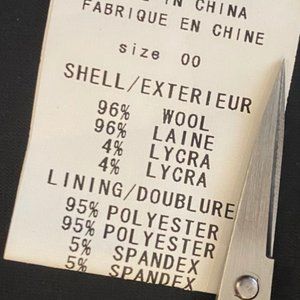 IN CHINA
FABRIQUE EN CHINE
size 00
SHELL/EXTERIEUR
96% WOOL
96% LAINE
4% LYCRA
4% LYCRA
LINING/DOUBLURE
95% POLYESTER
95% POLYESTER
5% SPANDEX
5% SPANDEX